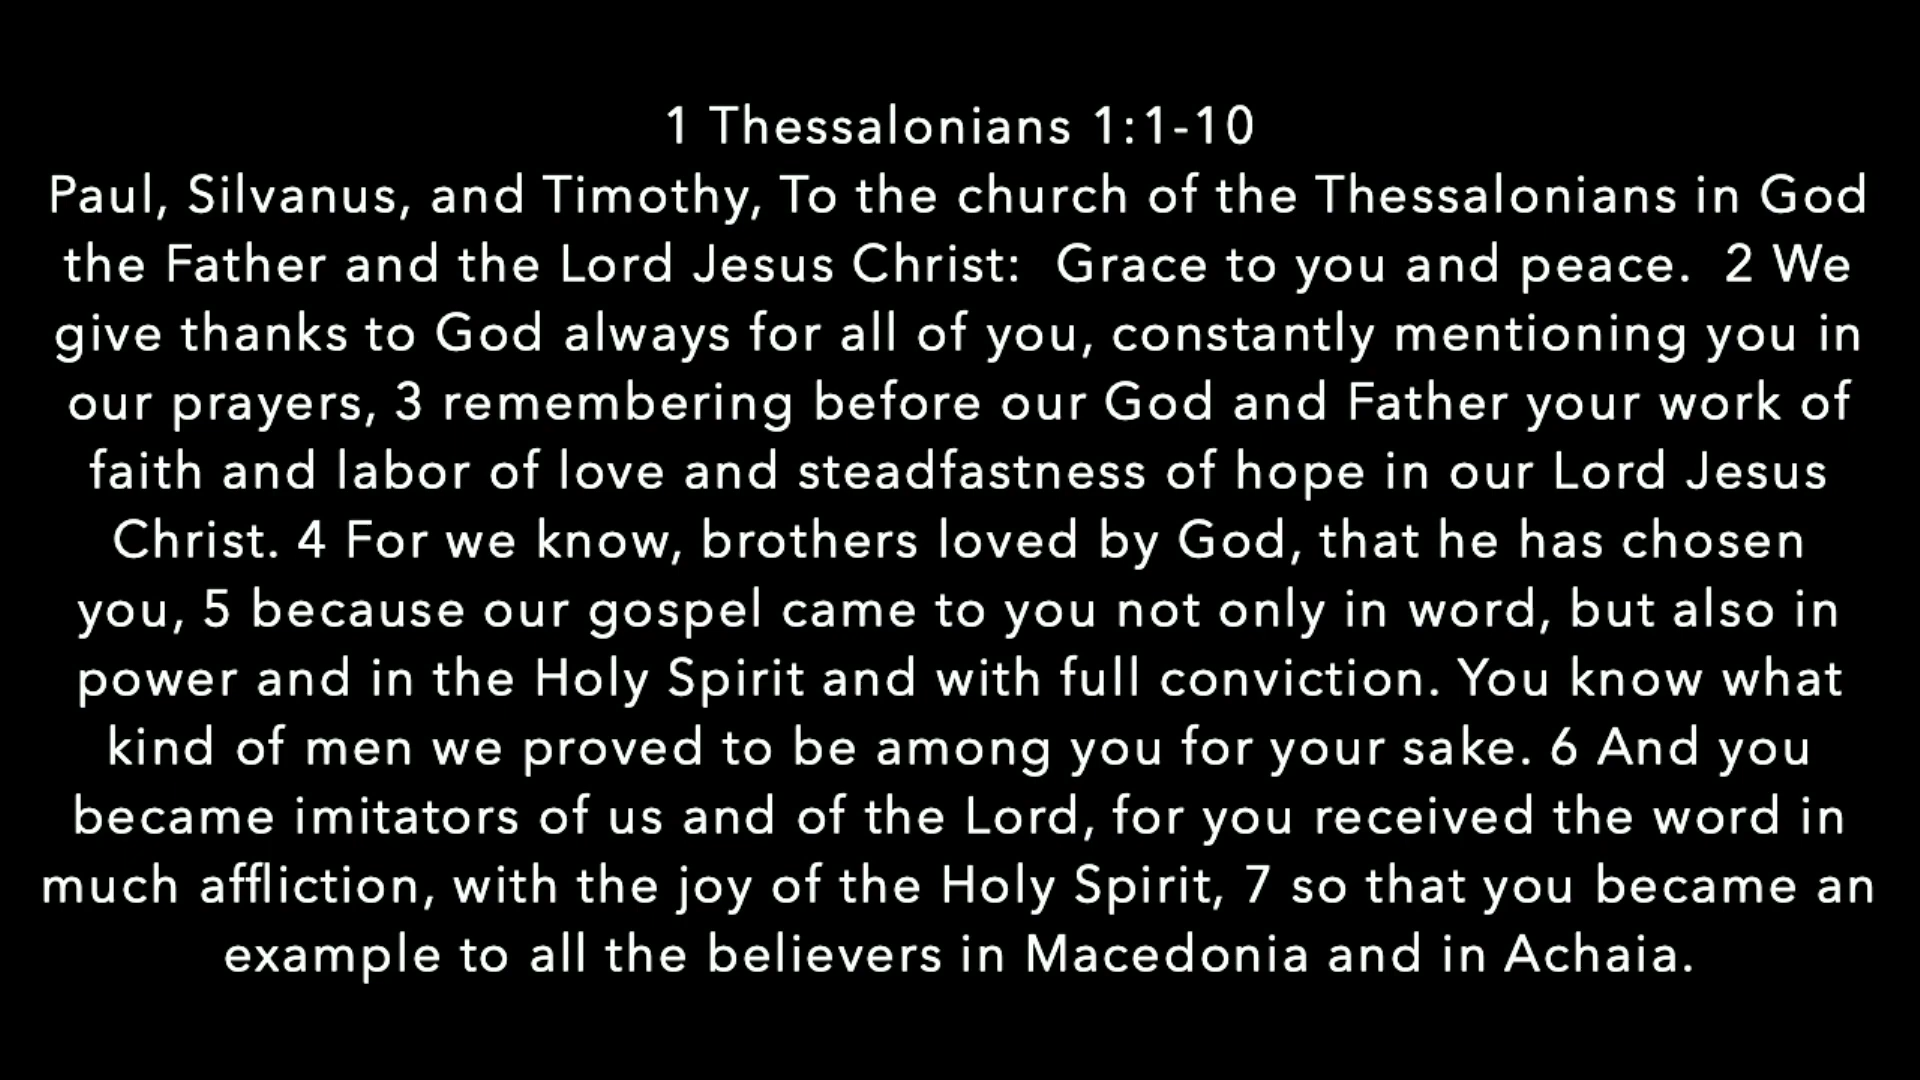 1 Thessalonians 1:1-10
Paul, Silvanus, and Timothy, To the church of the Thessalonians in God
the Father and the Lord Jesus Christ:  Grace to you and peace.  2 We
give thanks to God always for all of you, constantly mentioning you in
our prayers, 3 remembering before our God and Father your work of
faith and labor of love and steadfastness of hope in our Lord Jesus
Christ. 4 For we know, brothers loved by God, that he has chosen
you, 5 because our gospel came to you not only in word, but also in
power and in the Holy Spirit and with full conviction. You know what
kind of men we proved to be among you for your sake. 6 And you
became imitators of us and of the Lord, for you received the word in
much affliction, with the joy of the Holy Spirit, 7 so that you became an
example to all the believers in Macedonia and in Achaia.